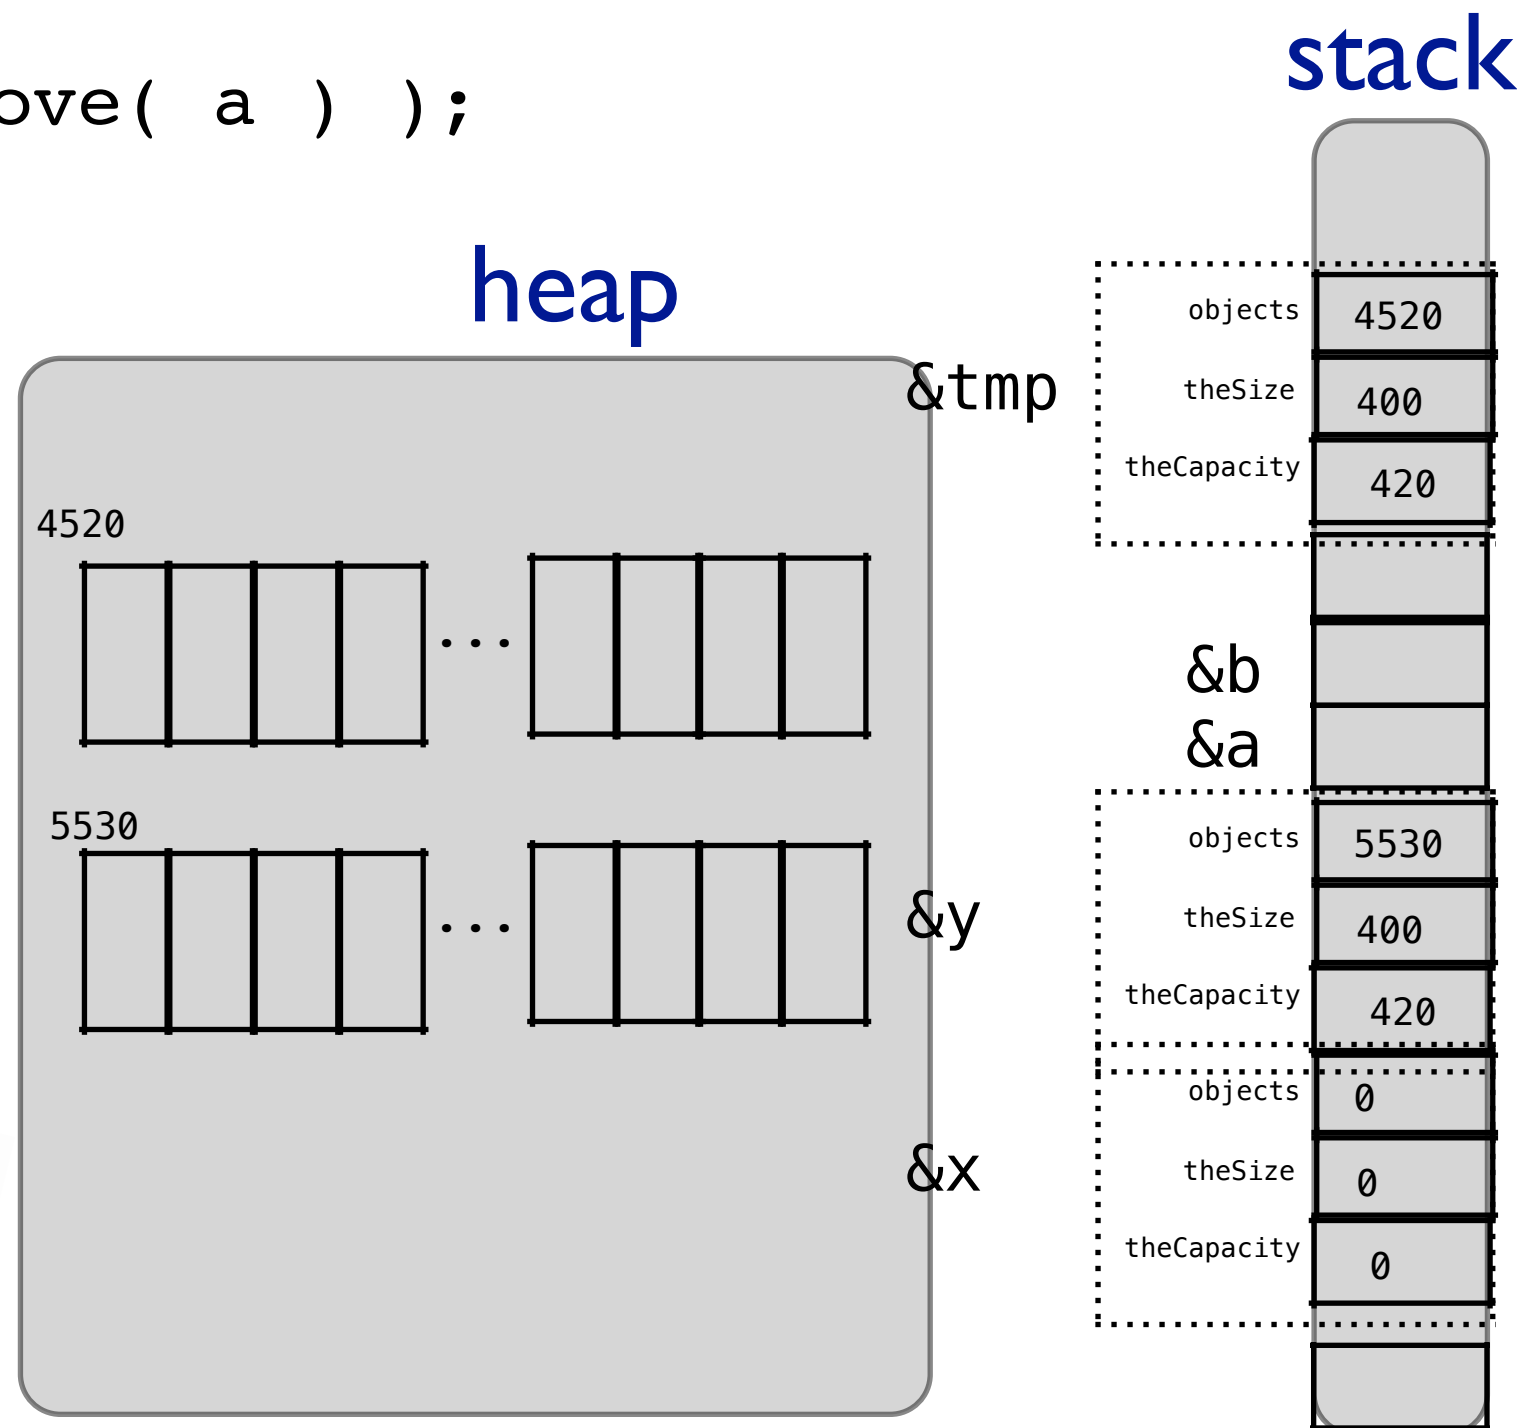 stack
ove( a ) );
heap
&tmp
objects 4520
theSize 400
theCapacity 420
4520
...
&b
&a
5530
...
&y
objects 5530
theSize 400
theCapacity 420
&x
objects 0
theSize 0
theCapacity 0